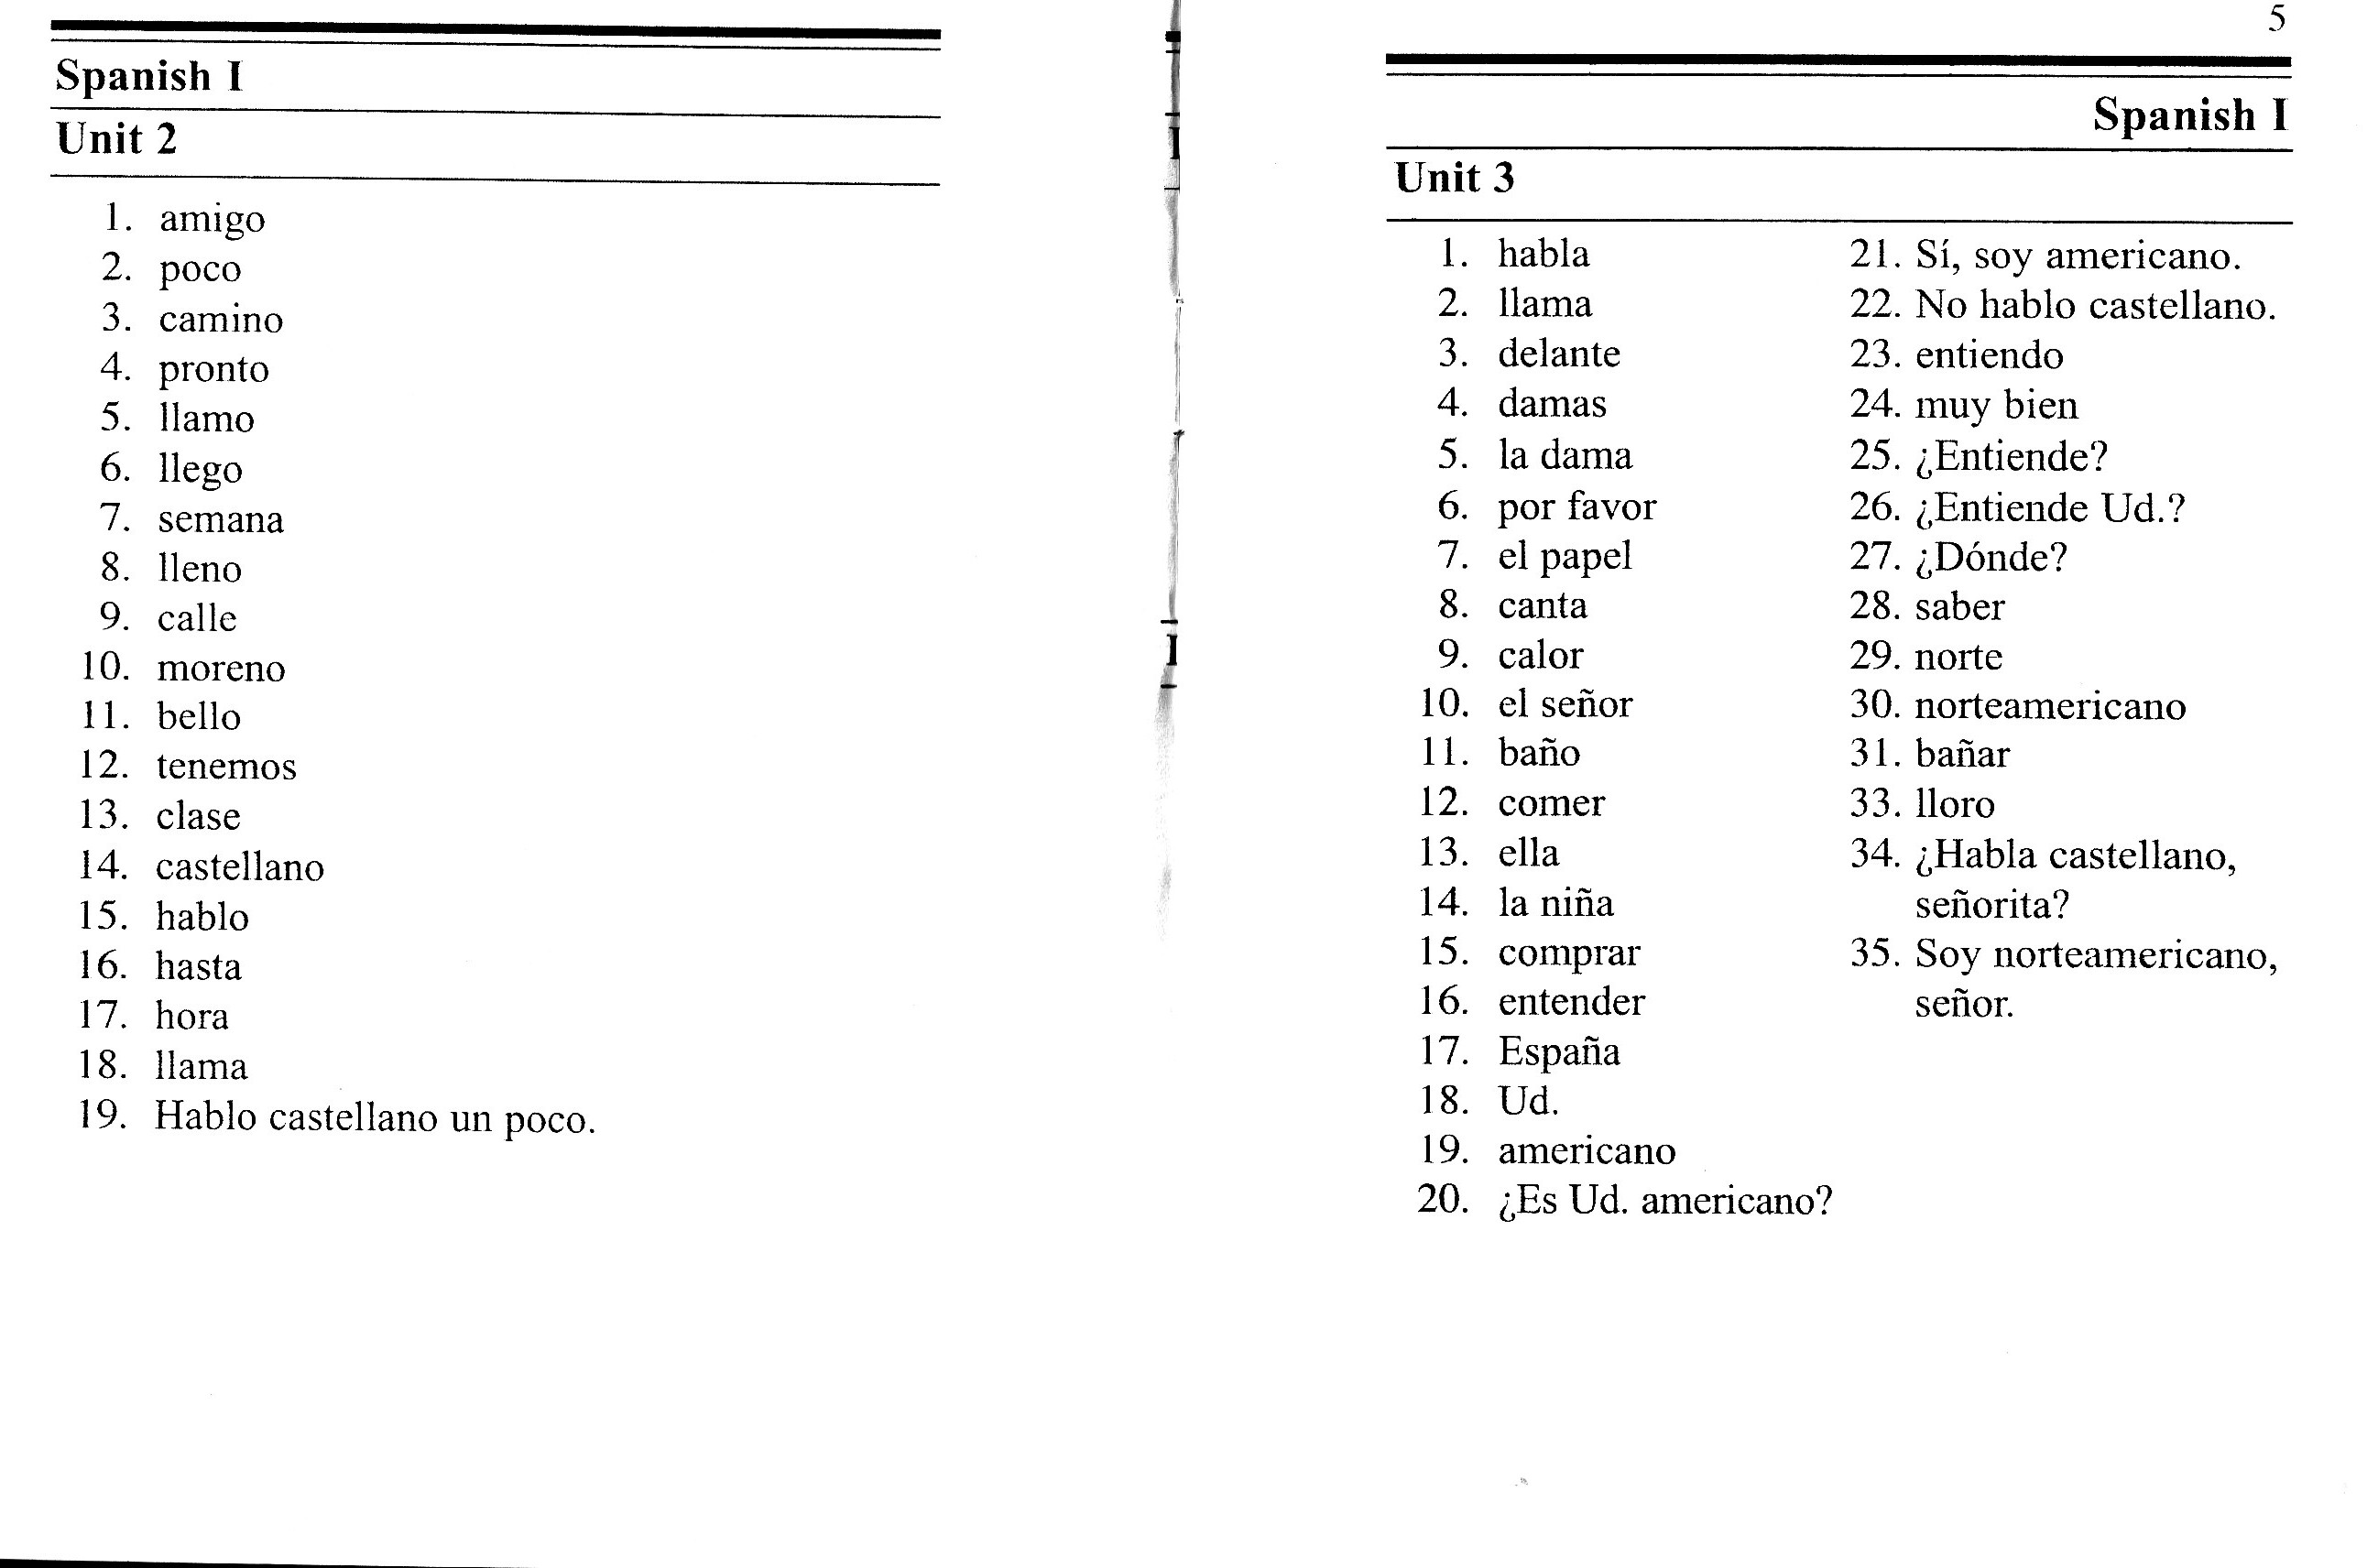 Spanish I
Unit 2
1. amigo
2. poco
3. camino
4. pronto
5. llamo
6. llego
7. semana
8. lleno
9. calle
10. moreno
11. bello
12. tenemos
13. clase
14. castellano
15. hablo
16. hasta
17. hora
18. llama
19. Hablo castellano un poco.
5
Spanish I
Unit 3
1. habla
2. llama
3. delante
4. damas
5. la dama
6. por favor
7. el papel
8. canta
9. calor
10. el señor
11. baño
12. comer
13. ella
14. la niña
15. comprar
16. entender
17. España
18. Ud.
19. americano
20. ¿Es Ud. americano?
21. Sí, soy americano.
22. No hablo castellano.
23. entiendo
24. muy bien
25. ¿Entiende?
26. ¿Entiende Ud.?
27. ¿Dónde?
28. saber
29. norte
30. norteamericano
31. bañar
33. lloro
34. ¿Habla castellano,
señorita?
35. Soy norteamericano,
señor.